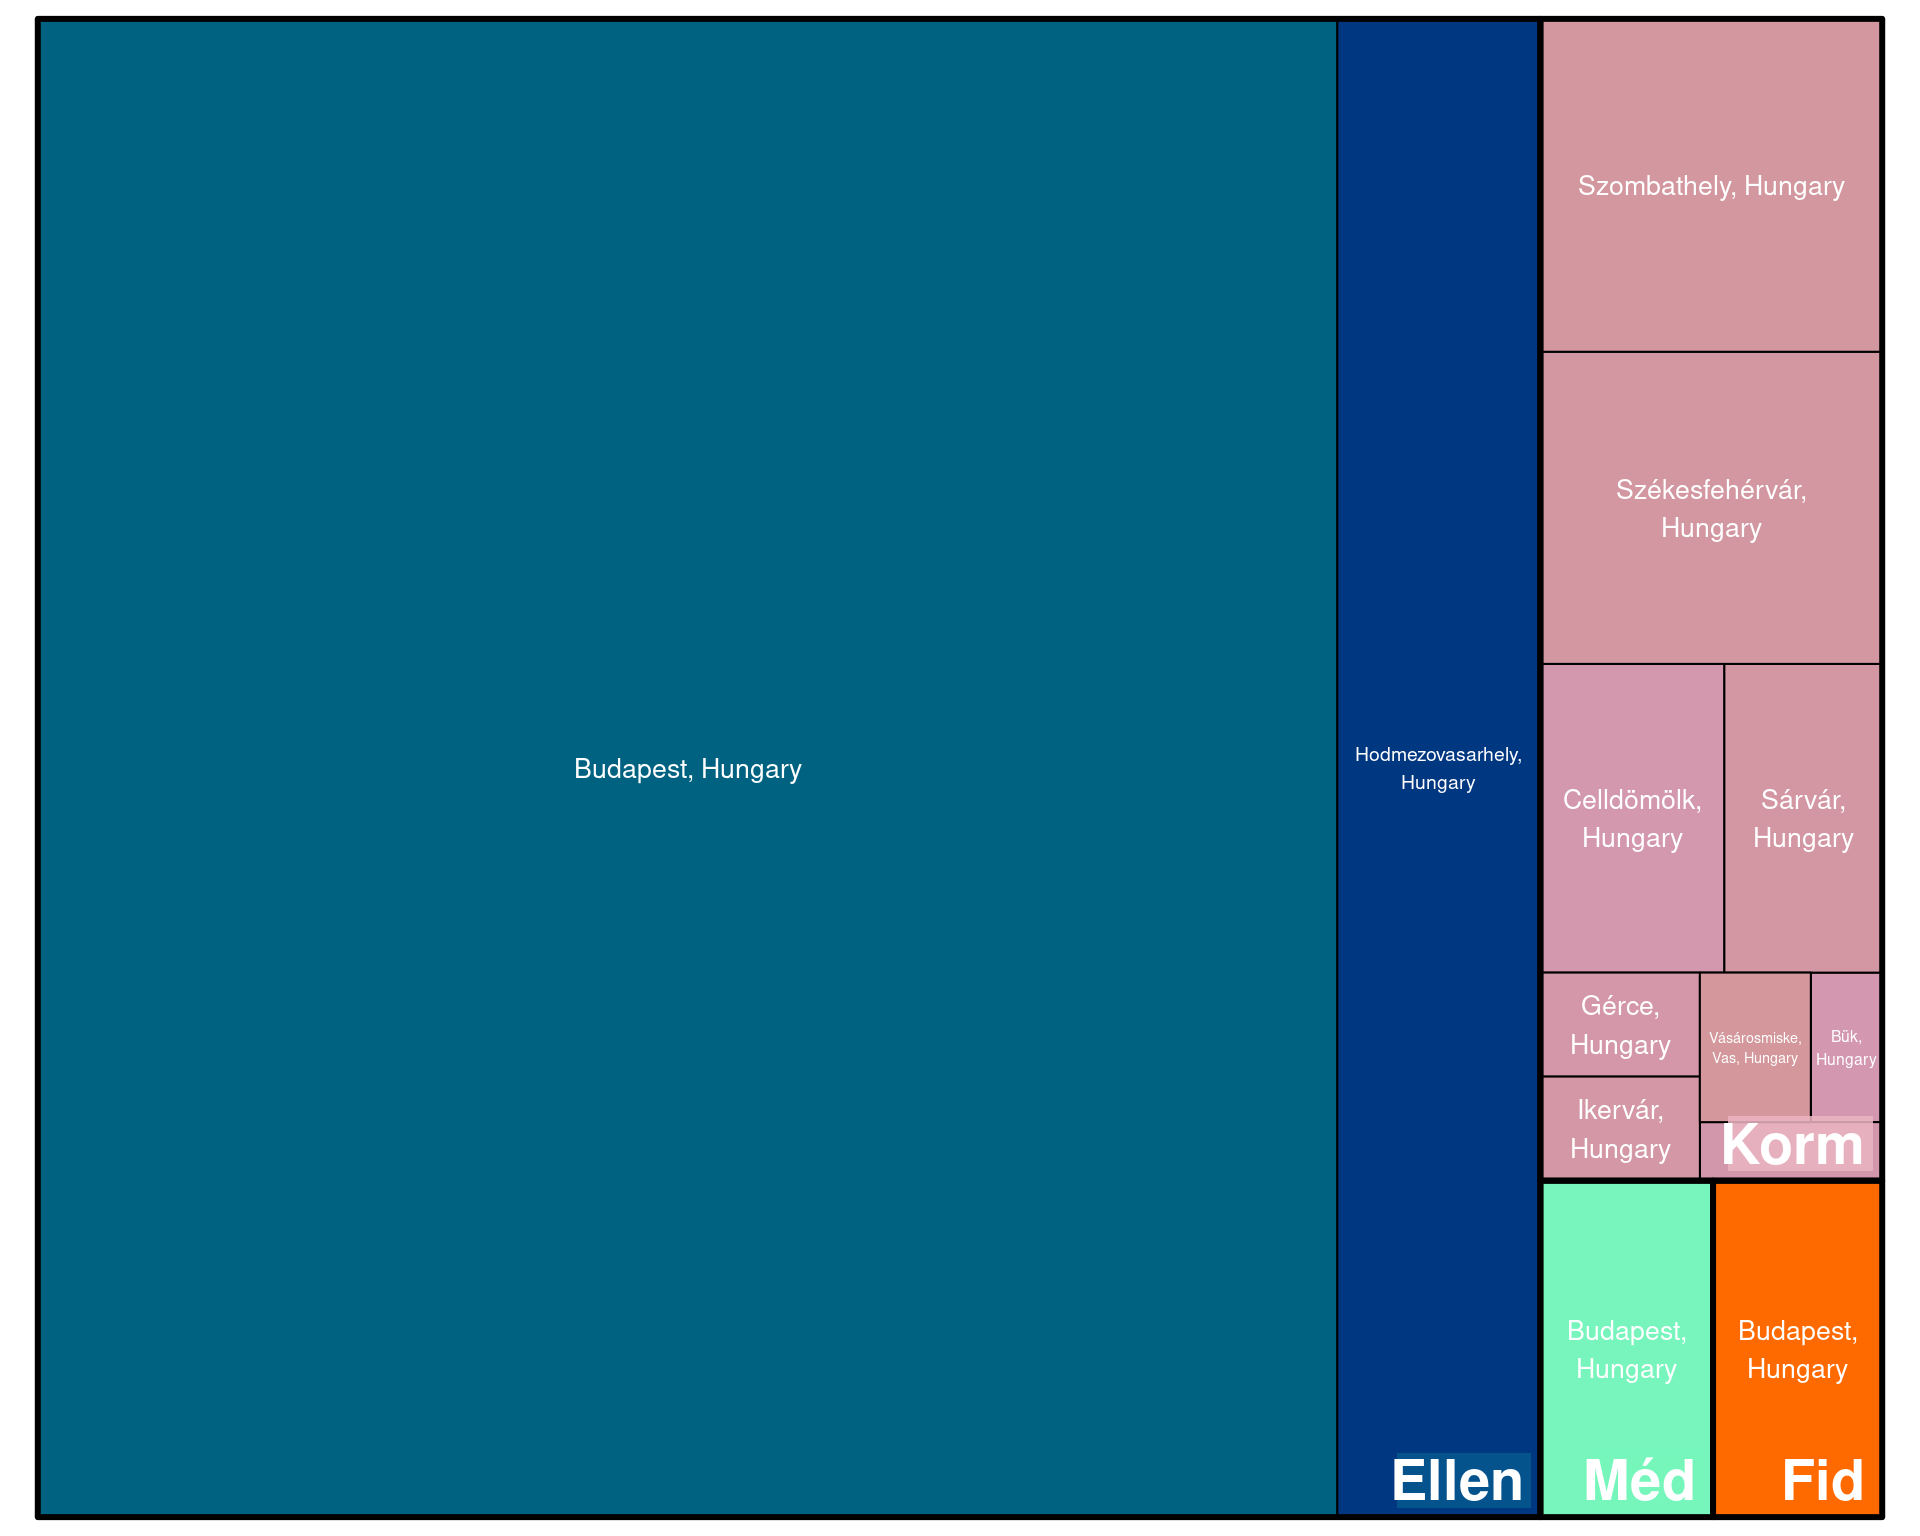 Budapest, Hungary
Hodmezovasarhely,
Hungary
Ellen
Szombathely, Hungary
Székesfehérvár,
Hungary
Celldömölk,
Hungary
Sárvár,
Hungary
Gérce,
Hungary
Vásárosmiske,
Vas, Hungary
Bük,
Hungary
Ikervár,
Hungary
Korm
Budapest,
Hungary
Méd
Budapest,
Hungary
Fid